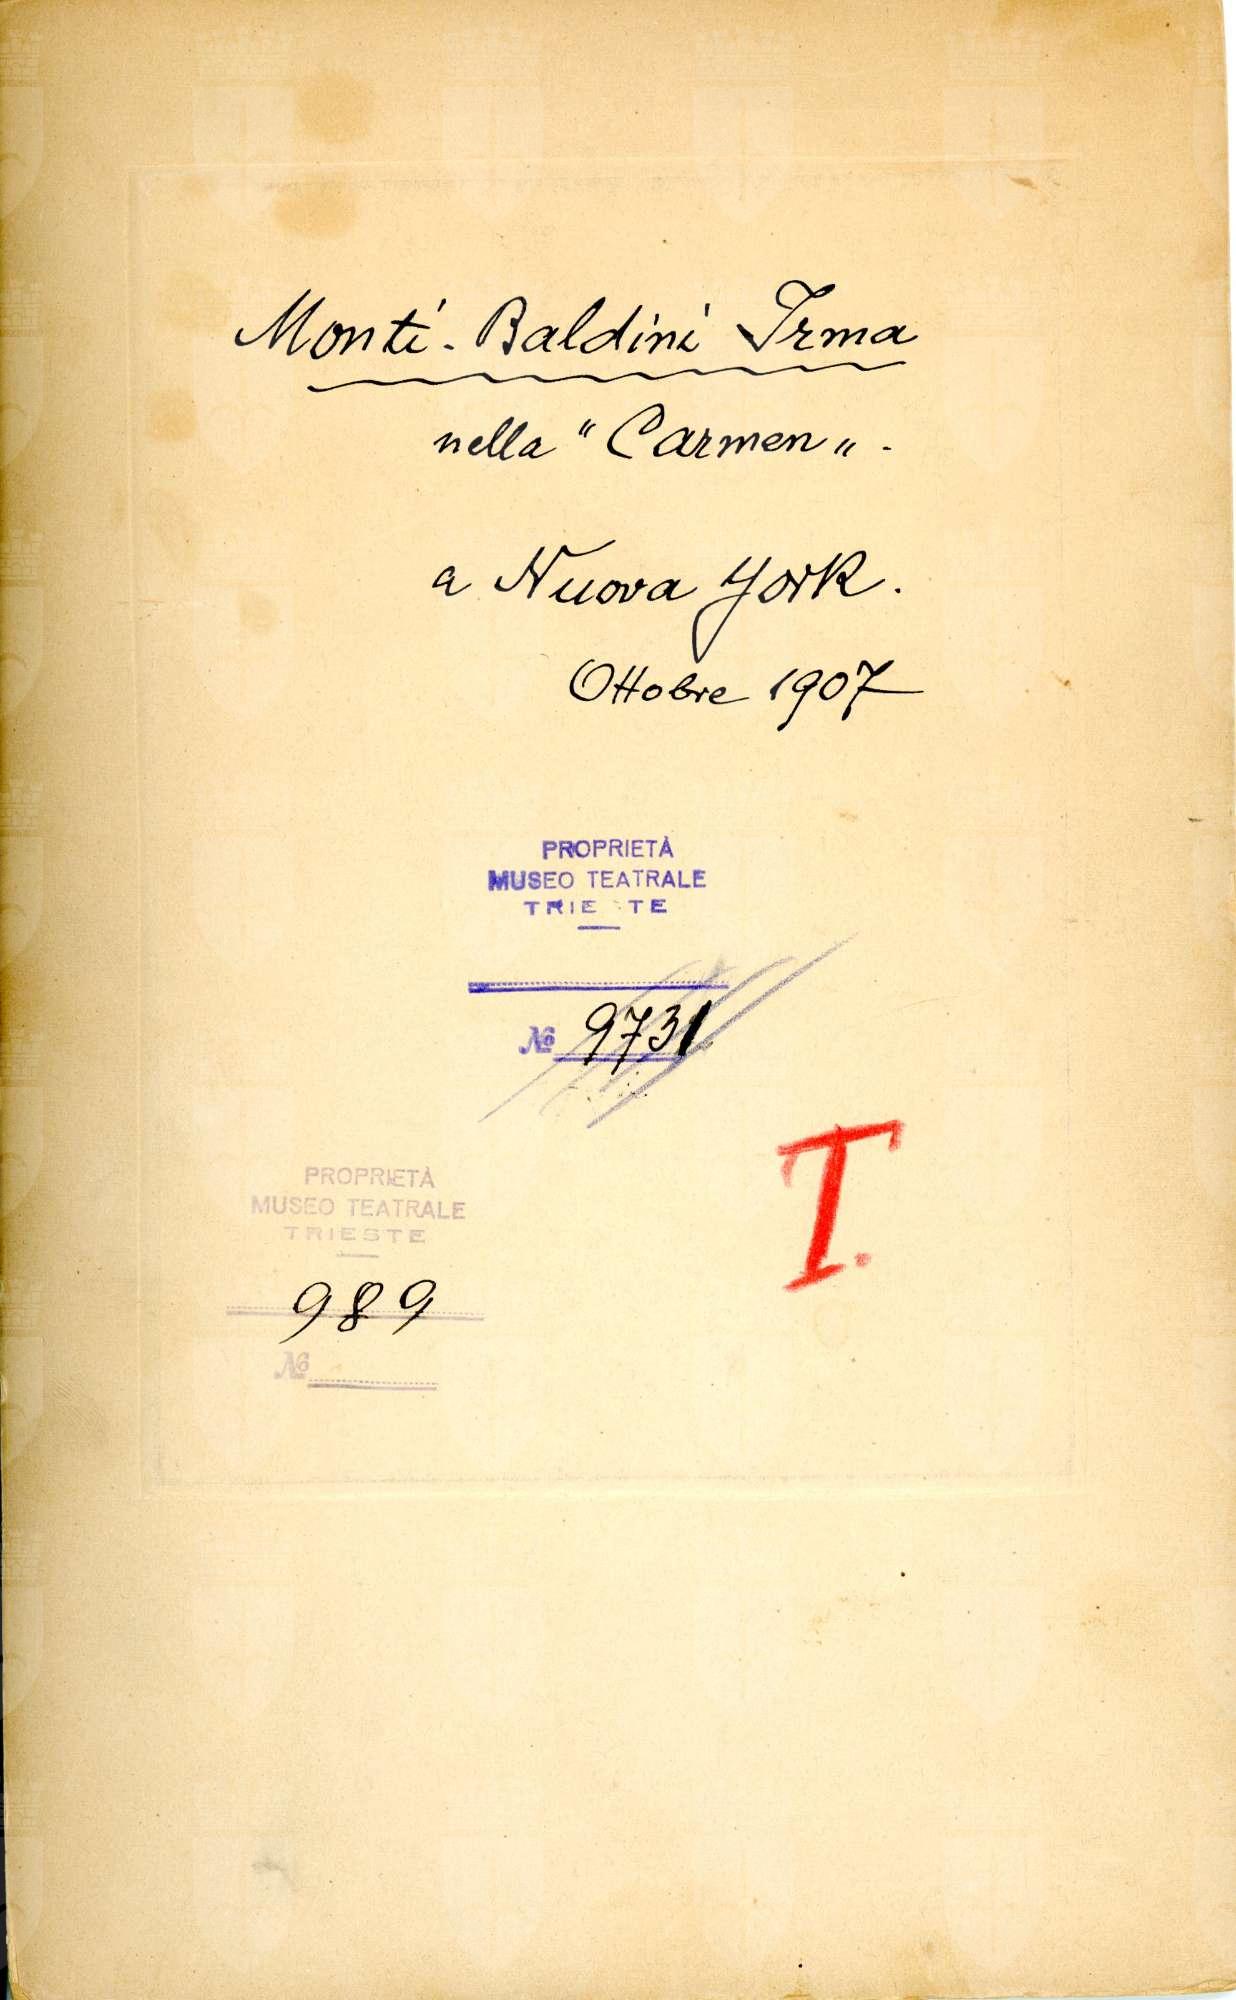 Monti-Baldini Irma
nella "Carmen".
a Nuova York.
Ottobre 1907
PROPRIETÀ
MUSEO TEATRALE
TRIESTE
№ 9731
T.
PROPRIETÀ
MUSEO TEATRALE
TRIESTE
989
№